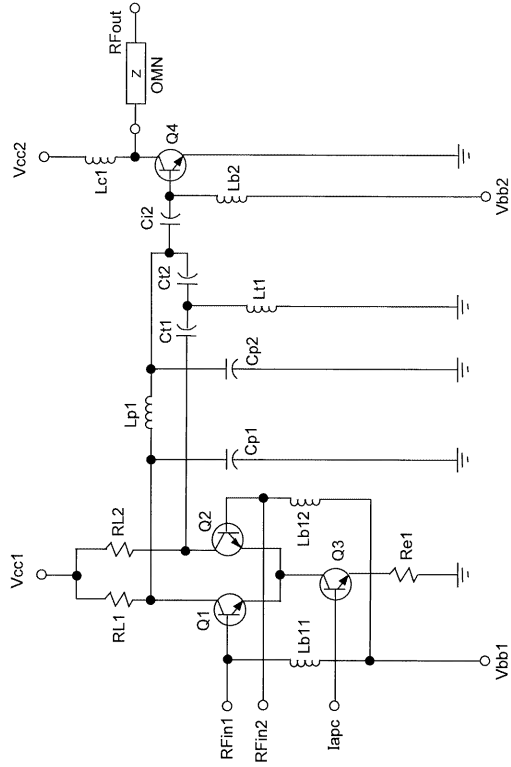 Vcc1
RL1
RL2
Q1
Q2
RFin1
RFin2
Iapc
Lb11
Lb12
Q3
Re1
Vbb1
Lp1
Cp1
Cp2
Ct1
Ct2
Lt1
Ci2
Lb2
Vbb2
Q4
Lc1
Vcc2
Z
OMN
RFout